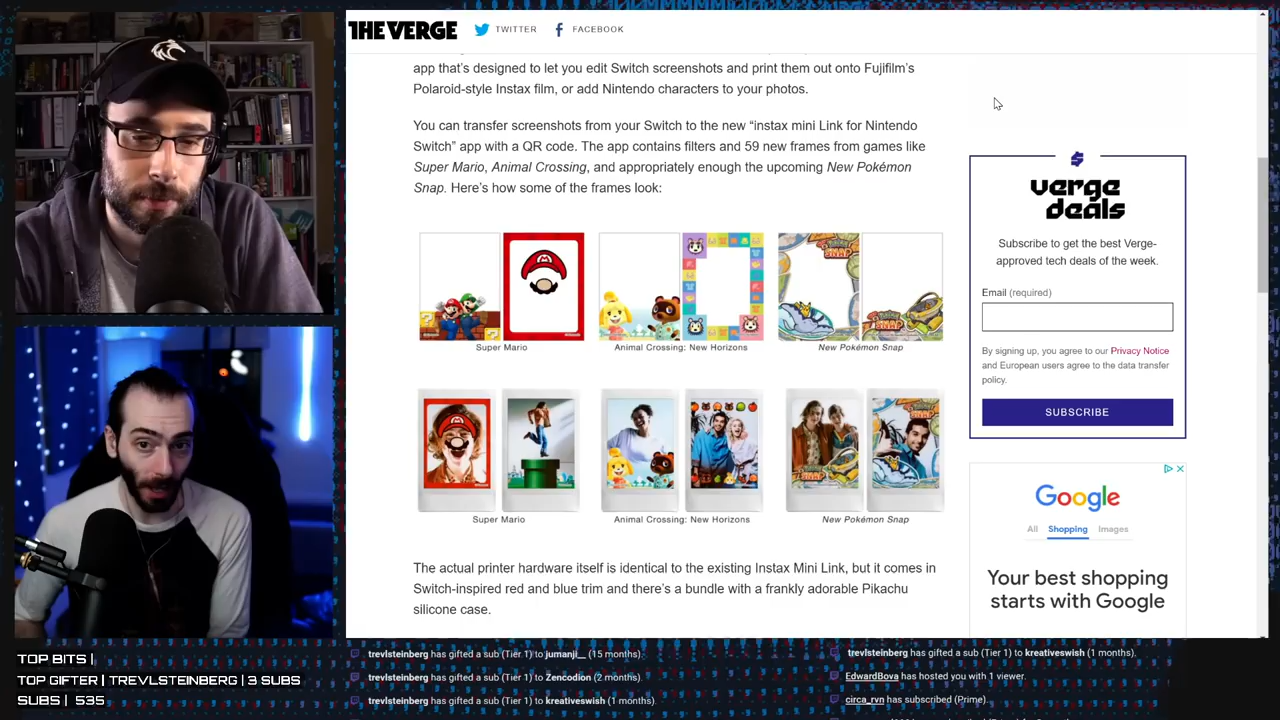 THE VERGE
TWITTER
FACEBOOK
app that's designed to let you edit Switch screenshots and print them out onto Fujifilm's
Polaroid-style Instax film, or add Nintendo characters to your photos.
You can transfer screenshots from your Switch to the new “instax mini Link for Nintendo
Switch” app with a QR code. The app contains filters and 59 new frames from games like
Super Mario, Animal Crossing, and appropriately enough the upcoming New Pokémon
Snap. Here's how some of the frames look:
SNAP
SNAP
Super Mario
Animal Crossing: New Horizons
New Pokémon Snap
Super Mario
Animal Crossing: New Horizons
New Pokémon Snap
The actual printer hardware itself is identical to the existing Instax Mini Link, but it comes in
Switch-inspired red and blue trim and there's a bundle with a frankly adorable Pikachu
silicone case.
verge
deals
Subscribe to get the best Verge-
approved tech deals of the week.
Email (required)
By signing up, you agree to our Privacy Notice
and European users agree to the data transfer
policy.
SUBSCRIBE
Google
All Shopping Images
Your best shopping
starts with Google
TOP BITS |
TOP GIFTER | TREVLSTEINBERG | 3 SUBS
SUBS | 535
trevlsteinberg has gifted a sub (Tier 1) to jumanji__ (15 months).
trevlsteinberg has gifted a sub (Tier 1) to Zencodion (2 months)
trevlsteinberg has gifted a sub (Tier 1) to kreativeswish (1 months).
trevlsteinberg has gifted a sub (Tier 1) to kreativeswish (1 months).
EdwardBova has hosted you with 1 viewer.
circa_rvn has subscribed (Prime).